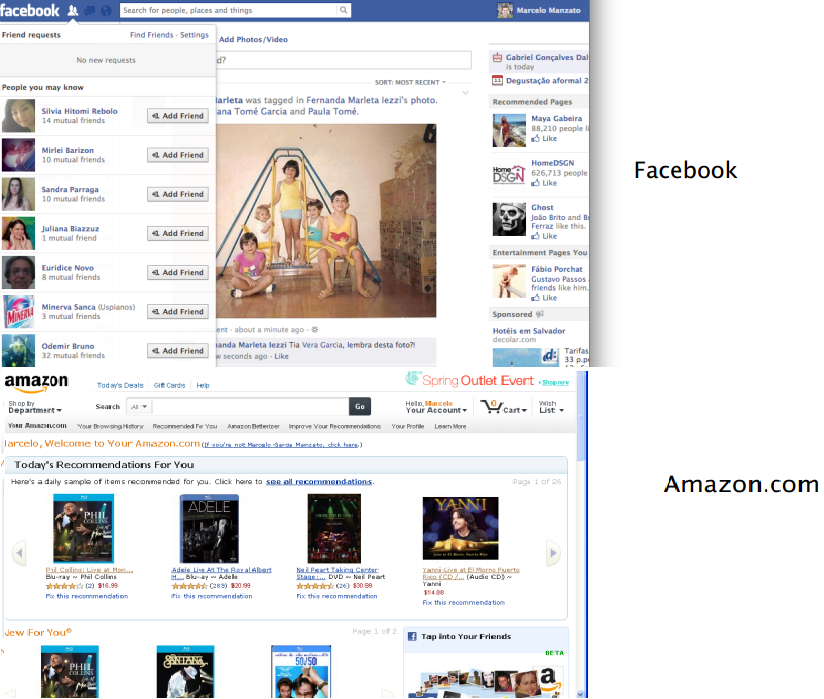 facebook
Search for people, places and things
Marcelo Manzato
Friend requests
Find Friends · Settings
No new requests
People you may know
Silvia Hitomi Rebolo
14 mutual friends
Add Friend
Mirlei Barizon
10 mutual friends
Add Friend
Sandra Parraga
10 mutual friends
Add Friend
Juliana Biazzuz
1 mutual friend
Add Friend
Euridice Novo
8 mutual friends
Add Friend
Minerva Sanca (Uspianos)
3 mutual friends
Add Friend
Odemir Bruno
32 mutual friends
Add Friend
Add Photos/Video
d?
SORT: MOST RECENT
Marleta was tagged in Fernanda Marleta Iezzi's photo.
ana Tomé Garcia and Paula Tomé.
ent · about a minute ago ·
anda Marleta Iezzi Tia Vera Garcia, lembra desta foto?!
w seconds ago · Like
Gabriel Gonçalves Dal
is today
Degustação aformal 2
Recommended Pages
Maya Gabeira
88,210 people li
Like
HomeDSGN
626,713 people
Like
Ghost
João Brito and Br
Ferraz like this.
Like
Entertainment Pages You
Fábio Porchat
Gustavo Passos
friends like him.
Like
Sponsored
Hotéis em Salvador
decolar.com
Tarifas
33 p.p
Facebook
amazon
Today's Deals
Gift Cards
Help
Spring Outlet Event
Shop now
Shop by
Department
Search
All
Go
Hello, Marcelo
Your Account
0
Cart
Wish
List
Your Amazon.com
Your Browsing History
Recommended For You
Amazon Betterizer
Improve Your Recommendations
Your Profile
Learn More
Marcelo, Welcome to Your Amazon.com (If you're not Marcelo Garcia Manzato, click here.)
Today's Recommendations For You
Here's a daily sample of items recommended for you. Click here to see all recommendations.
Page 1 of 26
Phil Collins: Live at Mon...
Blu-ray ~ Phil Collins
(2) $16.99
Fix this recommendation
Adele Live At The Royal Albert
H... Blu-ay ~ Adele
(283) $20.99
Fix this recommendation
Neil Peart Taking Center
Stage:... DVD ~ Neil Peart
(26) $30.99
Fix this recommendation
Yanni-Live at El Morro Puerto
Rico (CD /... (Audio CD) ~
Yanni
$14.88
Fix this recommendation
New For You®
Page 1 of 2
Tap into Your Friends
BETA
Amazon.com